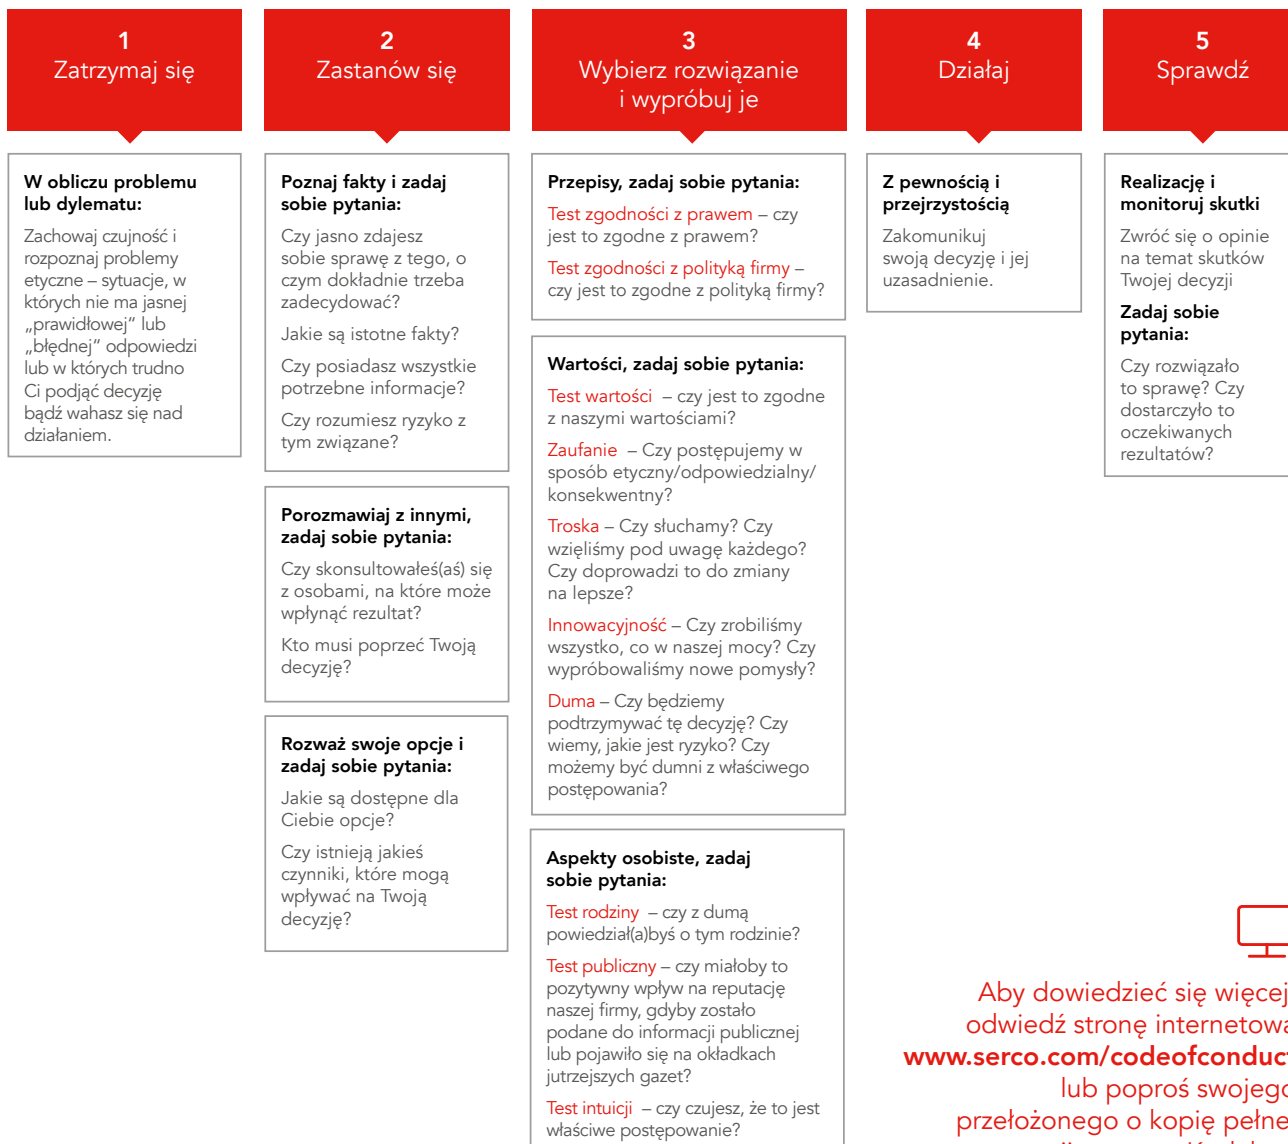 1
Zatrzymaj się
W obliczu problemu
lub dylematu:
Zachowaj czujność i
rozpoznaj problemy
etyczne – sytuacje, w
których nie ma jasnej
„prawidłowej” lub
„błędnej” odpowiedzi
lub w których trudno
Ci podjąć decyzję
bądź wahasz się nad
działaniem.
2
Zastanów się
Poznaj fakty i zadaj
sobie pytania:
Czy jasno zdajesz
sobie sprawę z tego, o
czym dokładnie trzeba
zadecydować?
Jakie są istotne fakty?
Czy posiadasz wszystkie
potrzebne informacje?
Czy rozumiesz ryzyko z
tym związane?
Porozmawiaj z innymi,
zadaj sobie pytania:
Czy skonsultowałeś(aś) się
z osobami, na które może
wpłynąć rezultat?
Kto musi poprzeć Twoją
decyzję?
Rozważ swoje opcje i
zadaj sobie pytania:
Jakie są dostępne dla
Ciebie opcje?
Czy istnieją jakieś
czynniki, które mogą
wpływać na Twoją
decyzję?
3
Wybierz rozwiązanie
i wypróbuj je
Przepisy, zadaj sobie pytania:
Test zgodności z prawem – czy
jest to zgodne z prawem?
Test zgodności z polityką firmy –
czy jest to zgodne z polityką firmy?
Wartości, zadaj sobie pytania:
Test wartości – czy jest to zgodne
z naszymi wartościami?
Zaufanie – Czy postępujemy w
sposób etyczny/odpowiedzialny/
konsekwentny?
Troska – Czy słuchamy? Czy
wzięliśmy pod uwagę każdego?
Czy doprowadzi to do zmiany
na lepsze?
Innowacyjność – Czy zrobiliśmy
wszystko, co w naszej mocy? Czy
wypróbowaliśmy nowe pomysły?
Duma – Czy będziemy
podtrzymywać tę decyzję? Czy
wiemy, jakie jest ryzyko? Czy
możemy być dumni z właściwego
postępowania?
Aspekty osobiste, zadaj
sobie pytania:
Test rodziny – czy z dumą
powiedział(a)byś o tym rodzinie?
Test publiczny – czy miałoby to
pozytywny wpływ na reputację
naszej firmy, gdyby zostało
podane do informacji publicznej
lub pojawiło się na okładkach
jutrzejszych gazet?
Test intuicji – czy czujesz, że to jest
właściwe postępowanie?
4
Działaj
Z pewnością i
przejrzystością
Zakomunikuj
swoją decyzję i jej
uzasadnienie.
5
Sprawdź
Realizację i
monitoruj skutki
Zwróć się o opinie
na temat skutków
Twojej decyzji
Zadaj sobie
pytania:
Czy rozwiązało
to sprawę? Czy
dostarczyło to
oczekiwanych
rezultatów?
Aby dowiedzieć się więcej
odwiedź stronę internetową
www.serco.com/codeofconduct
lub poproś swojego
przełożonego o kopię pełnej